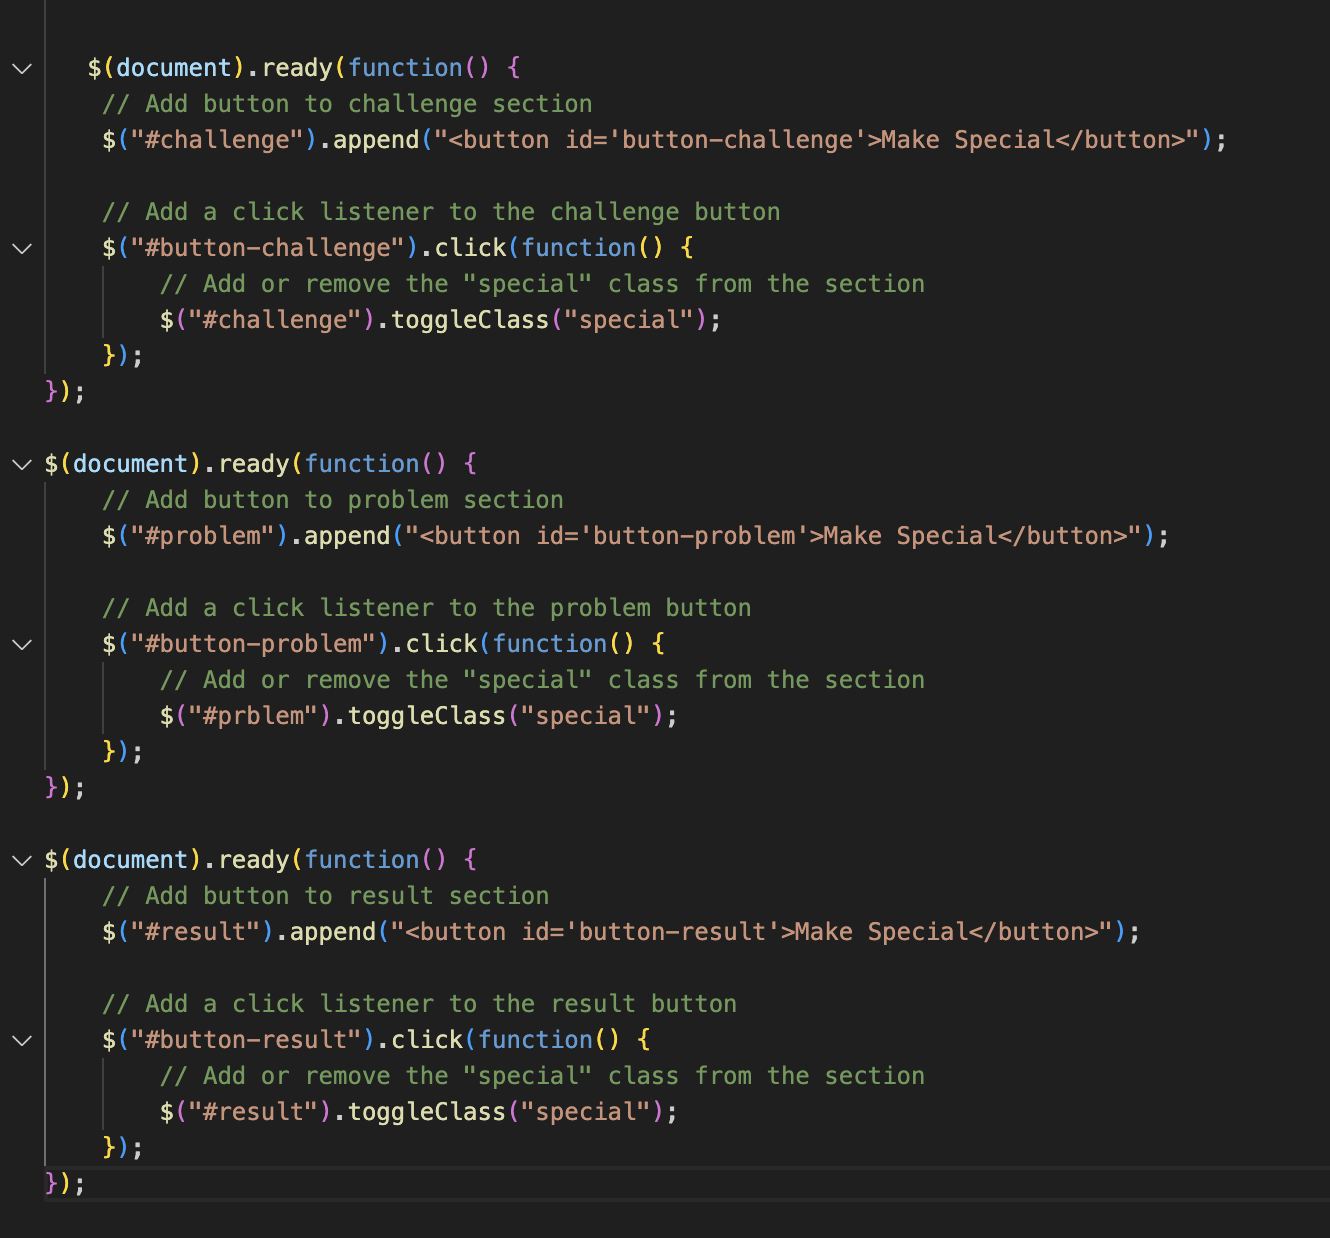 $(document).ready(function() {
// Add button to challenge section
$("#challenge").append("<button id='button-challenge'>Make Special</button>");
// Add a click listener to the challenge button
$("#button-challenge").click(function() {
// Add or remove the "special" class from the section
$("#challenge").toggleClass("special");
});
});
$(document).ready(function() {
// Add button to problem section
$("#problem").append("<button id='button-problem'>Make Special</button>");
// Add a click listener to the problem button
$("#button-problem").click(function() {
// Add or remove the "special" class from the section
$("#prblem").toggleClass("special");
});
});
$(document).ready(function() {
// Add button to result section
$("#result").append("<button id='button-result'>Make Special</button>");
// Add a click listener to the result button
$("#button-result").click(function() {
// Add or remove the "special" class from the section
$("#result").toggleClass("special");
});
});